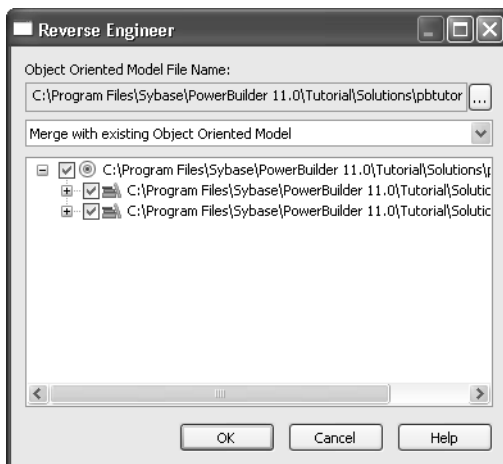 Reverse Engineer
Object Oriented Model File Name:
C:\Program Files\Sybase\PowerBuilder 11.0\Tutorial\Solutions\pbtutor
...
Merge with existing Object Oriented Model
C:\Program Files\Sybase\PowerBuilder 11.0\Tutorial\Solutions\p
C:\Program Files\Sybase\PowerBuilder 11.0\Tutorial\Solutic
C:\Program Files\Sybase\PowerBuilder 11.0\Tutorial\Solutic
OK Cancel Help